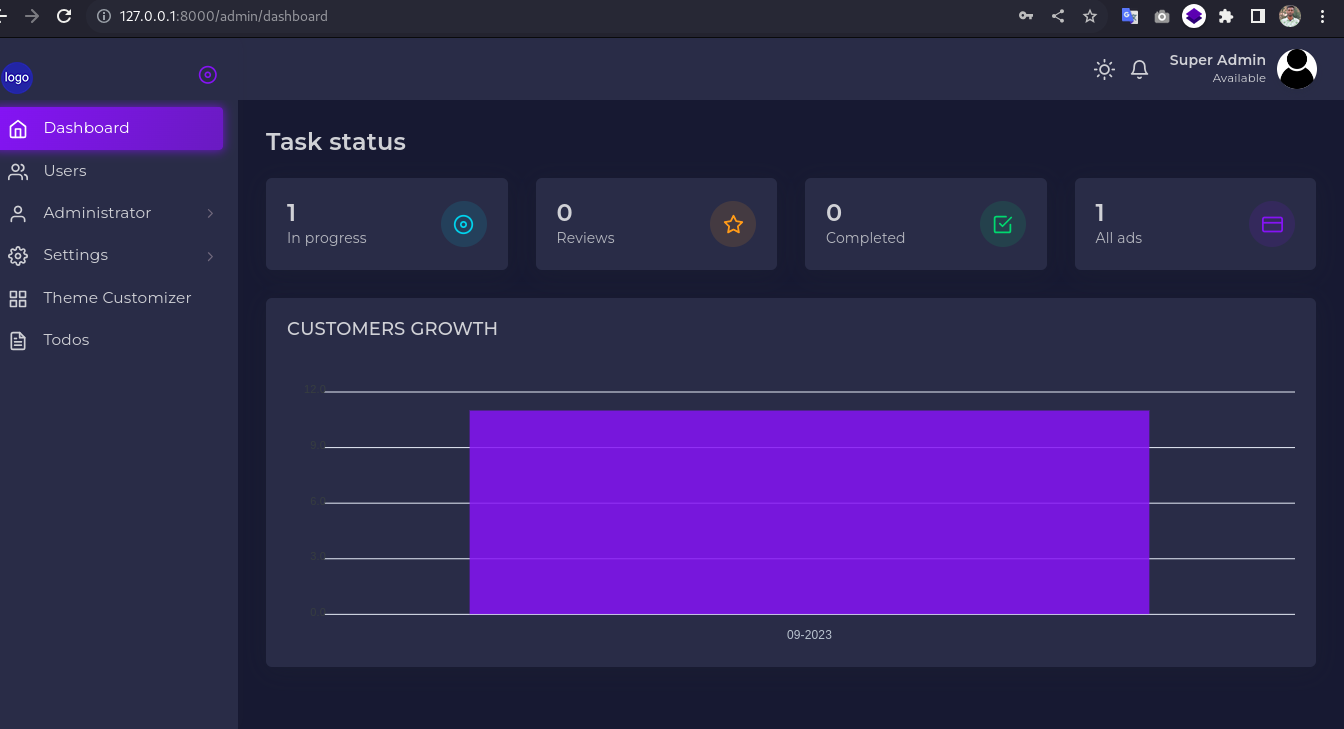 127.0.0.1:8000/admin/dashboard
logo
Super Admin
Available
Dashboard
Users
Administrator
Settings
Theme Customizer
Todos
Task status
1
In progress
0
Reviews
0
Completed
1
All ads
CUSTOMERS GROWTH
12.0
9.0
6.0
3.0
0.0
09-2023